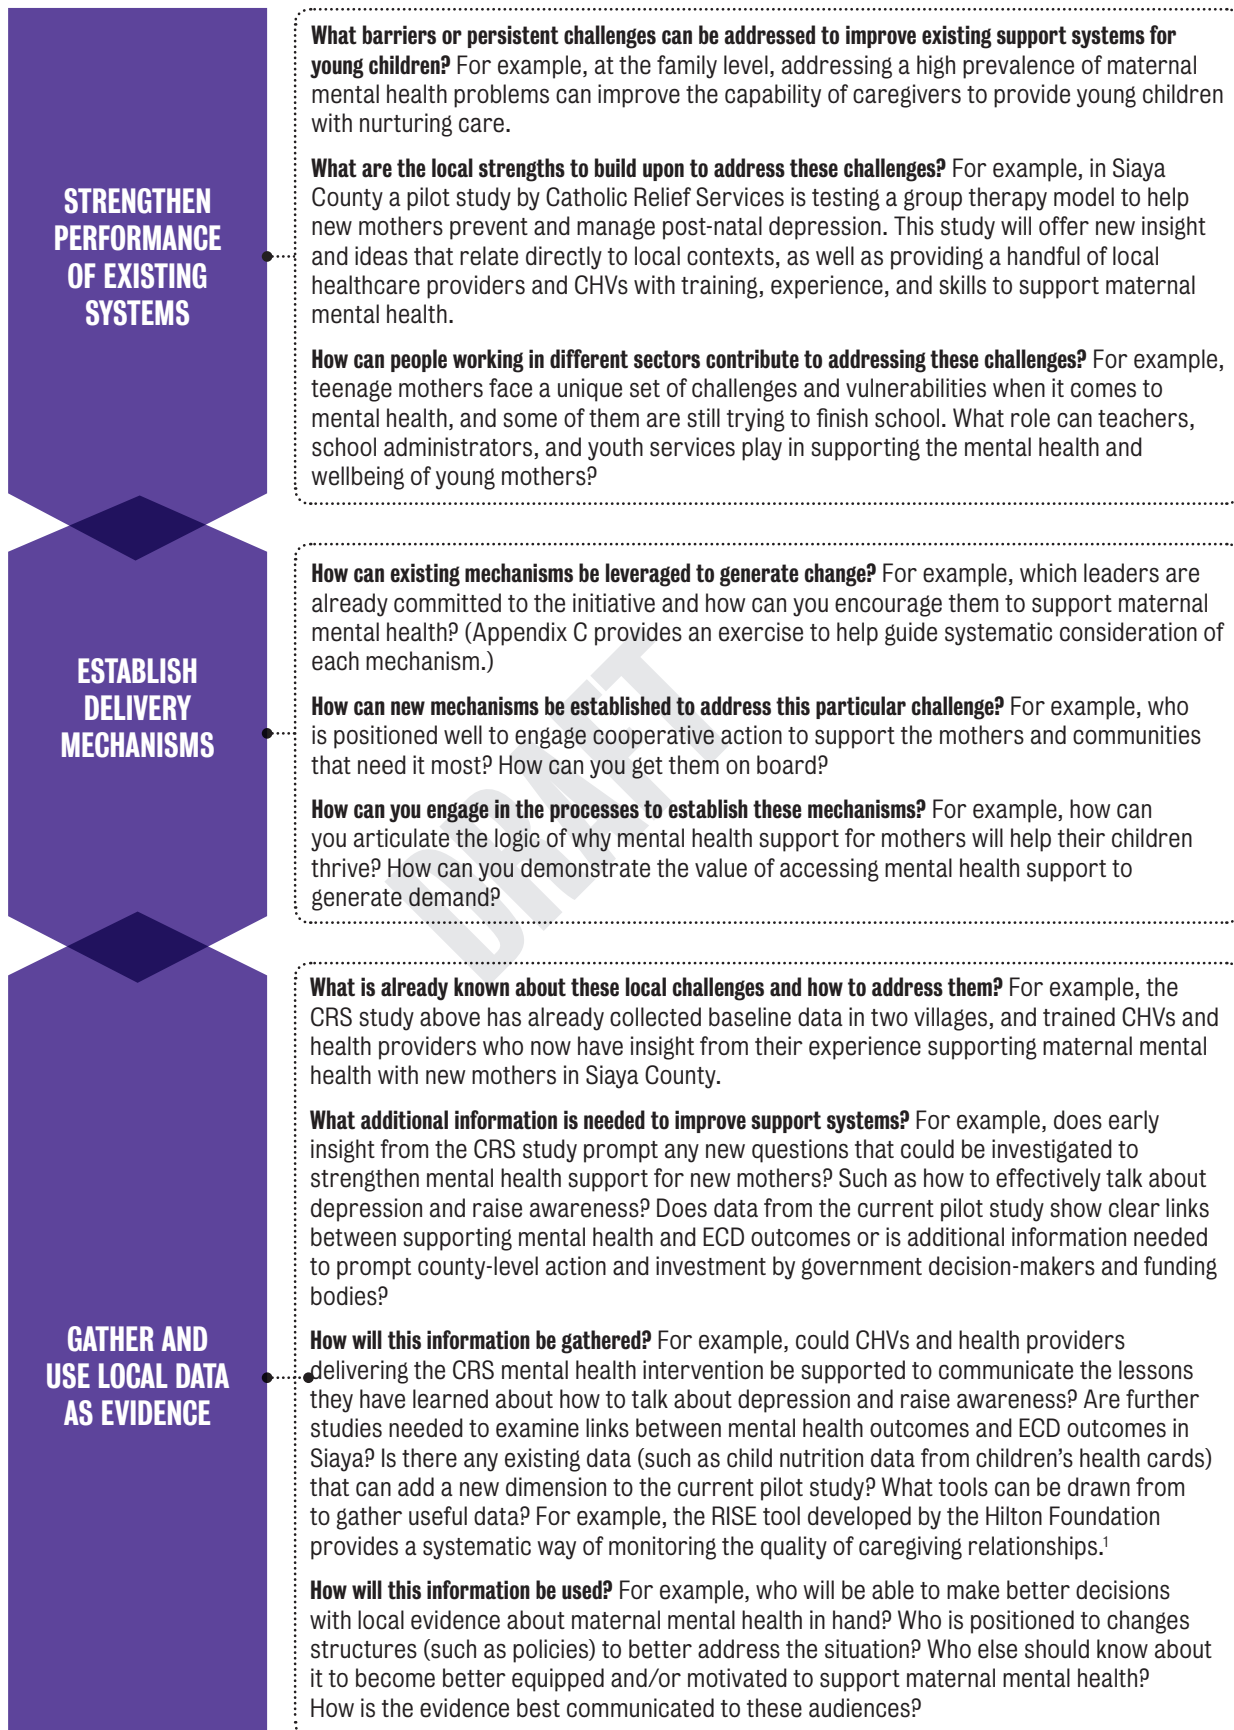 STRENGTHEN
PERFORMANCE
OF EXISTING
SYSTEMS
What barriers or persistent challenges can be addressed to improve existing support systems for
young children? For example, at the family level, addressing a high prevalence of maternal
mental health problems can improve the capability of caregivers to provide young children
with nurturing care.
What are the local strengths to build upon to address these challenges? For example, in Siaya
County a pilot study by Catholic Relief Services is testing a group therapy model to help
new mothers prevent and manage post-natal depression. This study will offer new insight
and ideas that relate directly to local contexts, as well as providing a handful of local
healthcare providers and CHVs with training, experience, and skills to support maternal
mental health.
How can people working in different sectors contribute to addressing these challenges? For example,
teenage mothers face a unique set of challenges and vulnerabilities when it comes to
mental health, and some of them are still trying to finish school. What role can teachers,
school administrators, and youth services play in supporting the mental health and
wellbeing of young mothers?
ESTABLISH
DELIVERY
MECHANISMS
How can existing mechanisms be leveraged to generate change? For example, which leaders are
already committed to the initiative and how can you encourage them to support maternal
mental health? (Appendix C provides an exercise to help guide systematic consideration of
each mechanism.)
How can new mechanisms be established to address this particular challenge? For example, who
is positioned well to engage cooperative action to support the mothers and communities
that need it most? How can you get them on board?
How can you engage in the processes to establish these mechanisms? For example, how can
you articulate the logic of why mental health support for mothers will help their children
thrive? How can you demonstrate the value of accessing mental health support to
generate demand?
DRAFT
GATHER AND
USE LOCAL DATA
AS EVIDENCE
What is already known about these local challenges and how to address them? For example, the
CRS study above has already collected baseline data in two villages, and trained CHVs and
health providers who now have insight from their experience supporting maternal mental
health with new mothers in Siaya County.
What additional information is needed to improve support systems? For example, does early
insight from the CRS study prompt any new questions that could be investigated to
strengthen mental health support for new mothers? Such as how to effectively talk about
depression and raise awareness? Does data from the current pilot study show clear links
between supporting mental health and ECD outcomes or is additional information needed
to prompt county-level action and investment by government decision-makers and funding
bodies?
How will this information be gathered? For example, could CHVs and health providers
delivering the CRS mental health intervention be supported to communicate the lessons
they have learned about how to talk about depression and raise awareness? Are further
studies needed to examine links between mental health outcomes and ECD outcomes in
Siaya? Is there any existing data (such as child nutrition data from children’s health cards)
that can add a new dimension to the current pilot study? What tools can be drawn from
to gather useful data? For example, the RISE tool developed by the Hilton Foundation
provides a systematic way of monitoring the quality of caregiving relationships.¹
How will this information be used? For example, who will be able to make better decisions
with local evidence about maternal mental health in hand? Who is positioned to changes
structures (such as policies) to better address the situation? Who else should know about
it to become better equipped and/or motivated to support maternal mental health?
How is the evidence best communicated to these audiences?